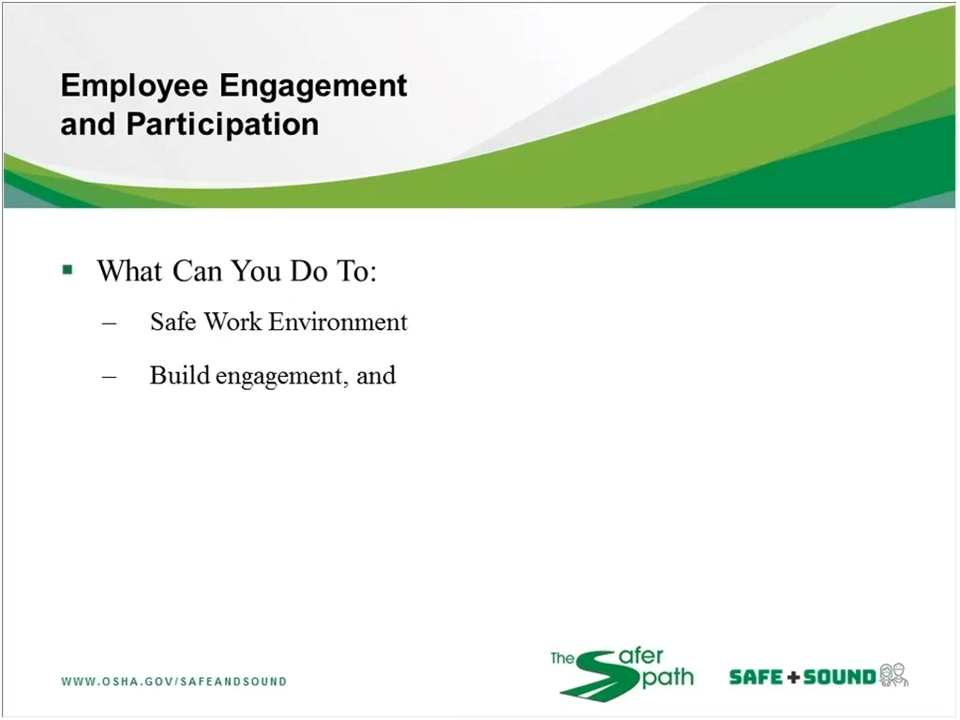 Employee Engagement
and Participation
▪ What Can You Do To:
– Safe Work Environment
– Build engagement, and
WWW.OSHA.GOV/SAFEANDSOUND
The Safer path
SAFE+SOUND